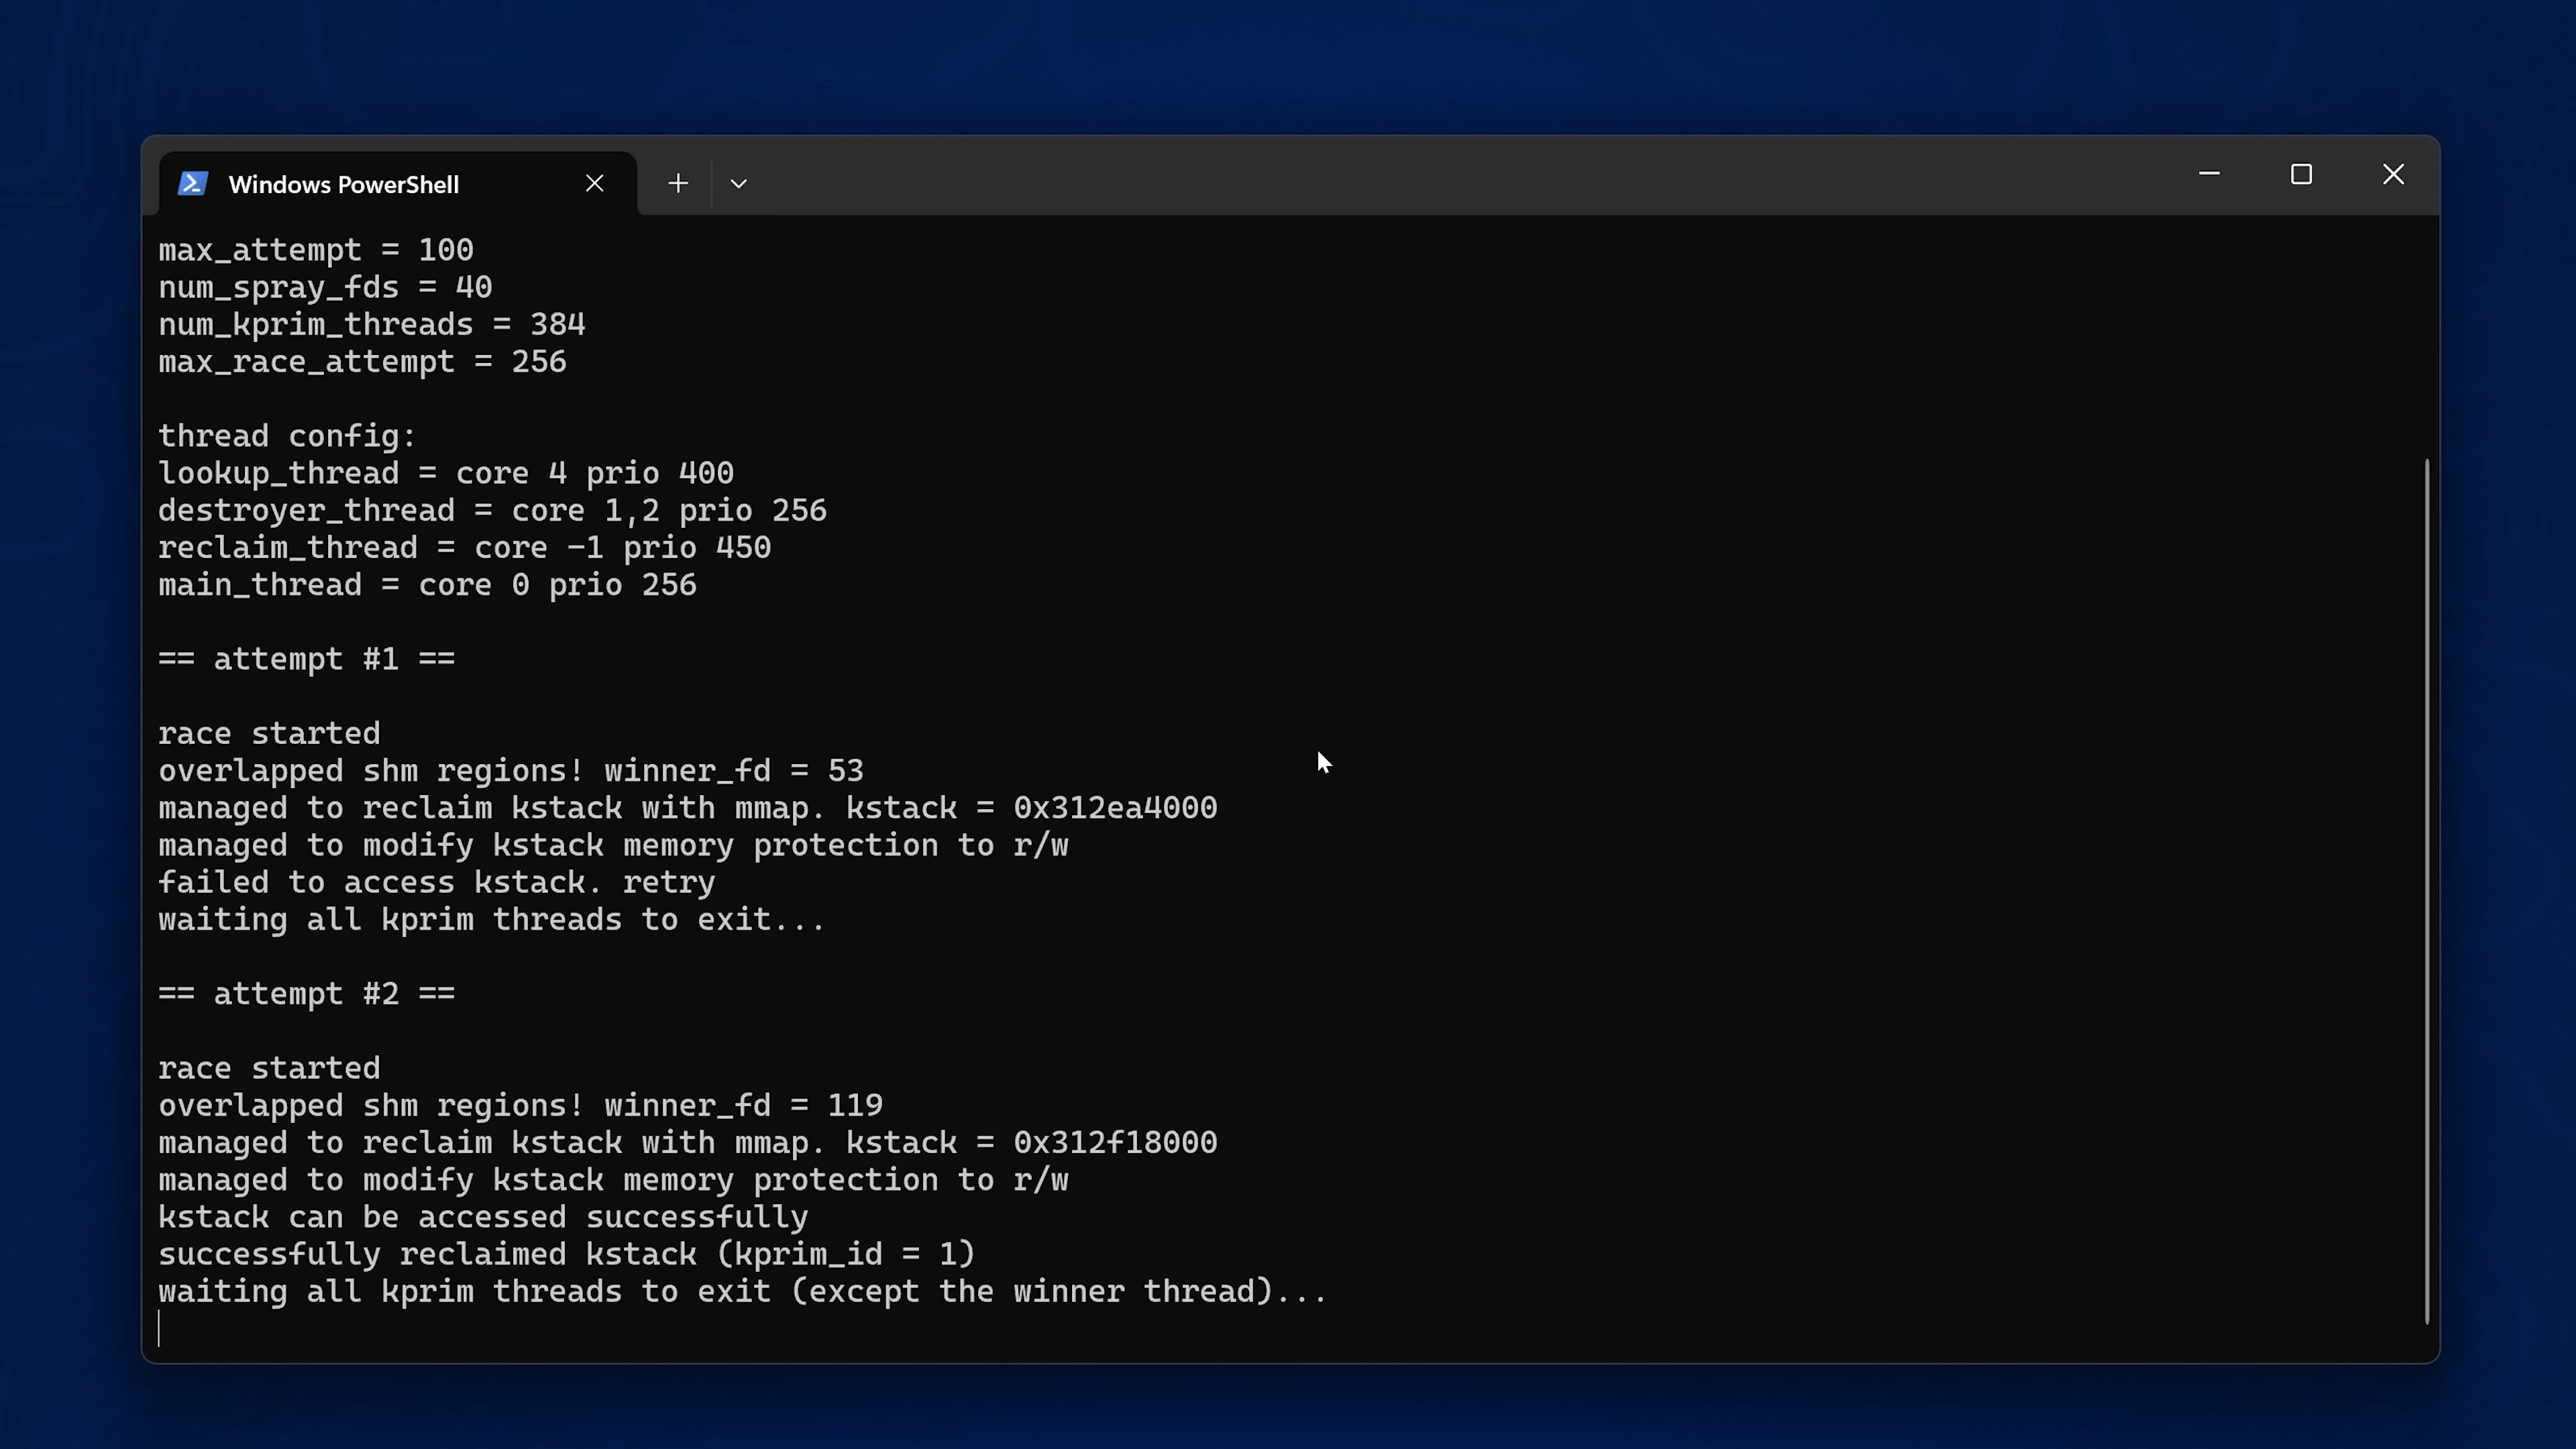 Windows PowerShell
max_attempt = 100
num_spray_fds = 40
num_kprim_threads = 384
max_race_attempt = 256
thread config:
lookup_thread = core 4 prio 400
destroyer_thread = core 1,2 prio 256
reclaim_thread = core -1 prio 450
main_thread = core 0 prio 256
== attempt #1 ==
race started
overlapped shm regions! winner_fd = 53
managed to reclaim kstack with mmap. kstack = 0x312ea4000
managed to modify kstack memory protection to r/w
failed to access kstack. retry
waiting all kprim threads to exit...
== attempt #2 ==
race started
overlapped shm regions! winner_fd = 119
managed to reclaim kstack with mmap. kstack = 0x312f18000
managed to modify kstack memory protection to r/w
kstack can be accessed successfully
successfully reclaimed kstack (kprim_id = 1)
waiting all kprim threads to exit (except the winner thread)...